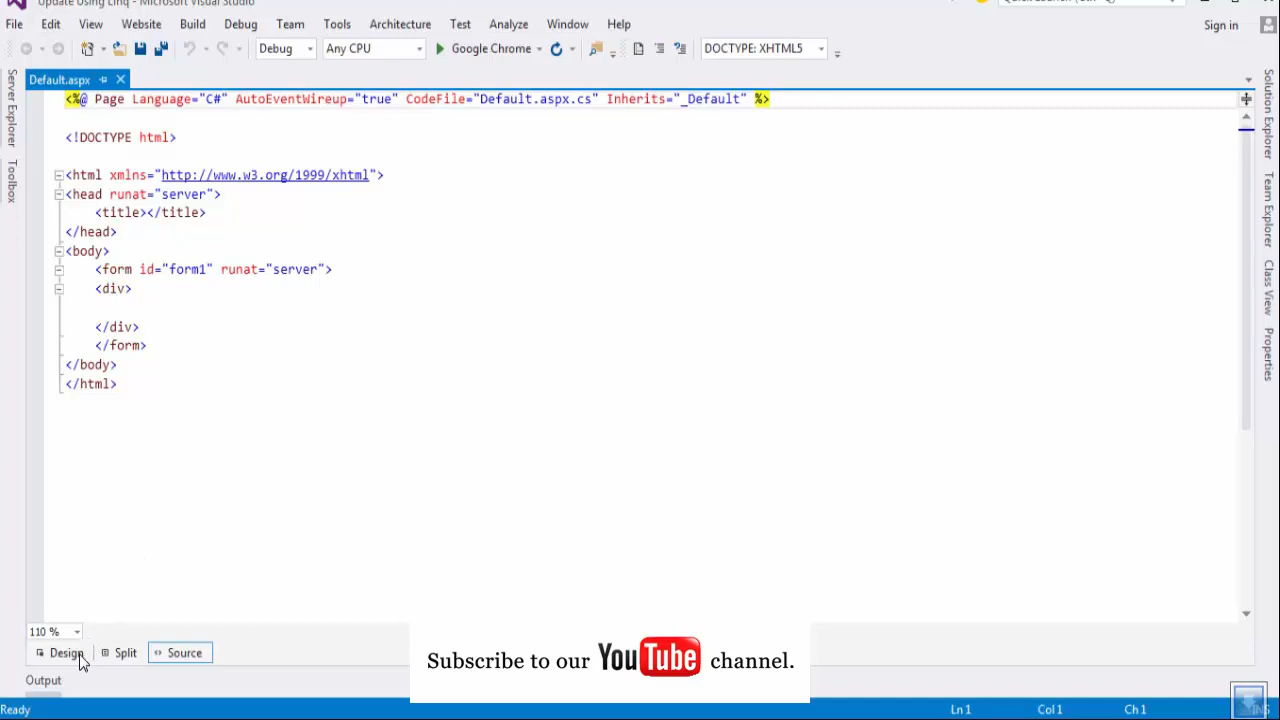 Update Using Linq - Microsoft Visual Studio
Quick Launch (Ctrl+Q)
File Edit View Website Build Debug Team Tools Architecture Test Analyze Window Help
Sign in
Debug Any CPU Google Chrome DOCTYPE: XHTML5
Default.aspx
<%@ Page Language="C#" AutoEventWireup="true" CodeFile="Default.aspx.cs" Inherits="_Default" %>
<!DOCTYPE html>
<html xmlns="http://www.w3.org/1999/xhtml">
<head runat="server">
<title></title>
</head>
<body>
<form id="form1" runat="server">
<div>
</div>
</form>
</body>
</html>
Server Explorer
Toolbox
Solution Explorer
Team Explorer
Class View
Properties
110 %
Design Split Source
Subscribe to our YouTube channel.
Output
Ready Ln 1 Col 1 Ch 1 INS